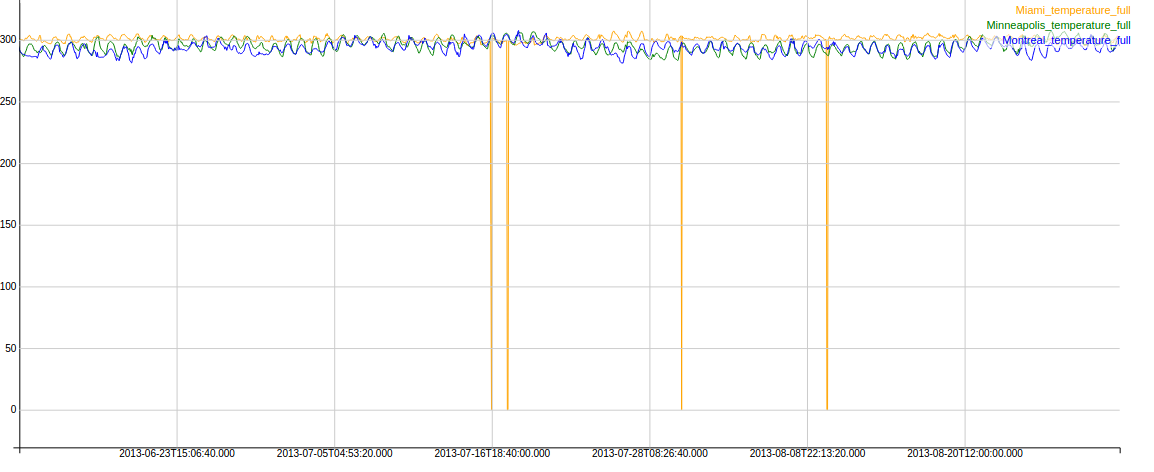 Miami_temperature_full
Minneapolis_temperature_full
Montreal_temperature_full
300
250
200
150
100
50
0
2013-06-23T15:06:40.000 2013-07-05T04:53:20.000 2013-07-16T18:40:00.000 2013-07-28T08:26:40.000 2013-08-08T22:13:20.000 2013-08-20T12:00:00.000